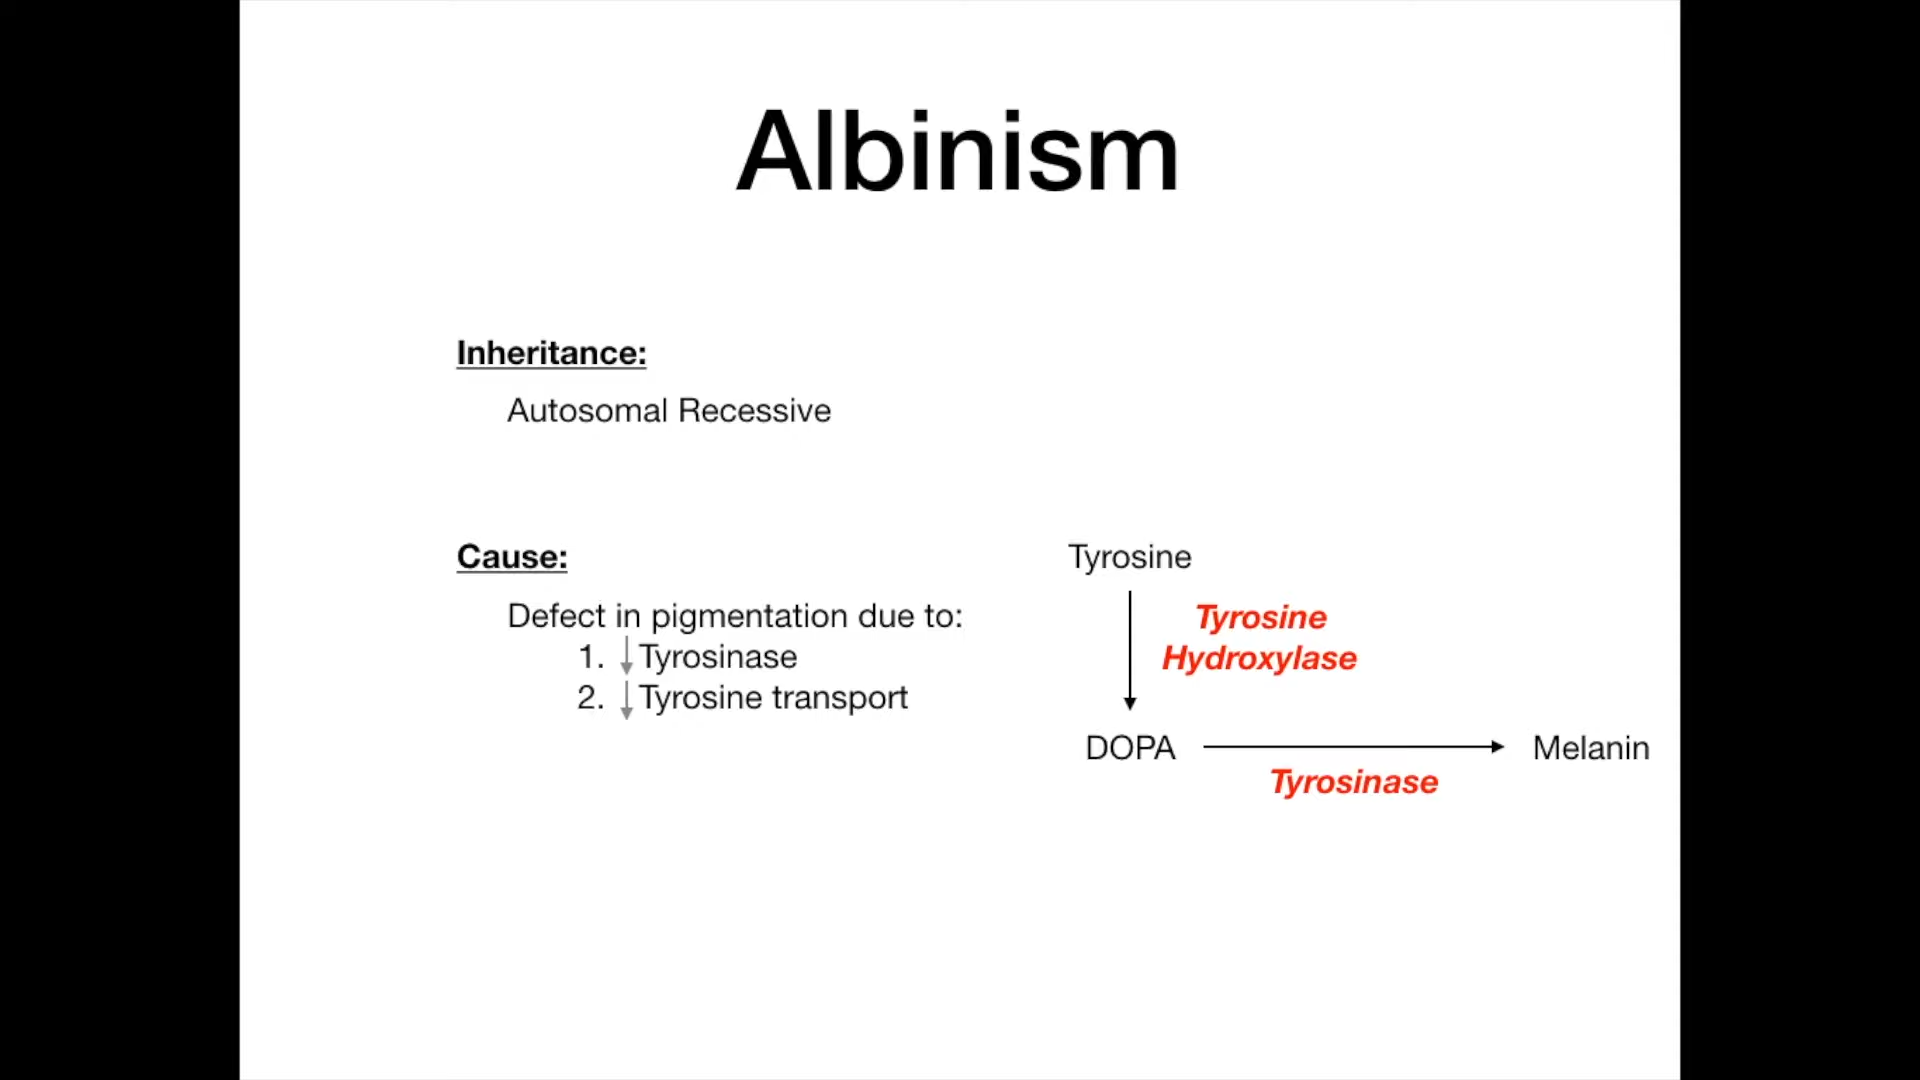 Albinism
Inheritance:
Autosomal Recessive
Cause:
Defect in pigmentation due to:
1. ↓ Tyrosinase
2. ↓ Tyrosine transport
Tyrosine
Tyrosine
Hydroxylase
DOPA
Melanin
Tyrosinase